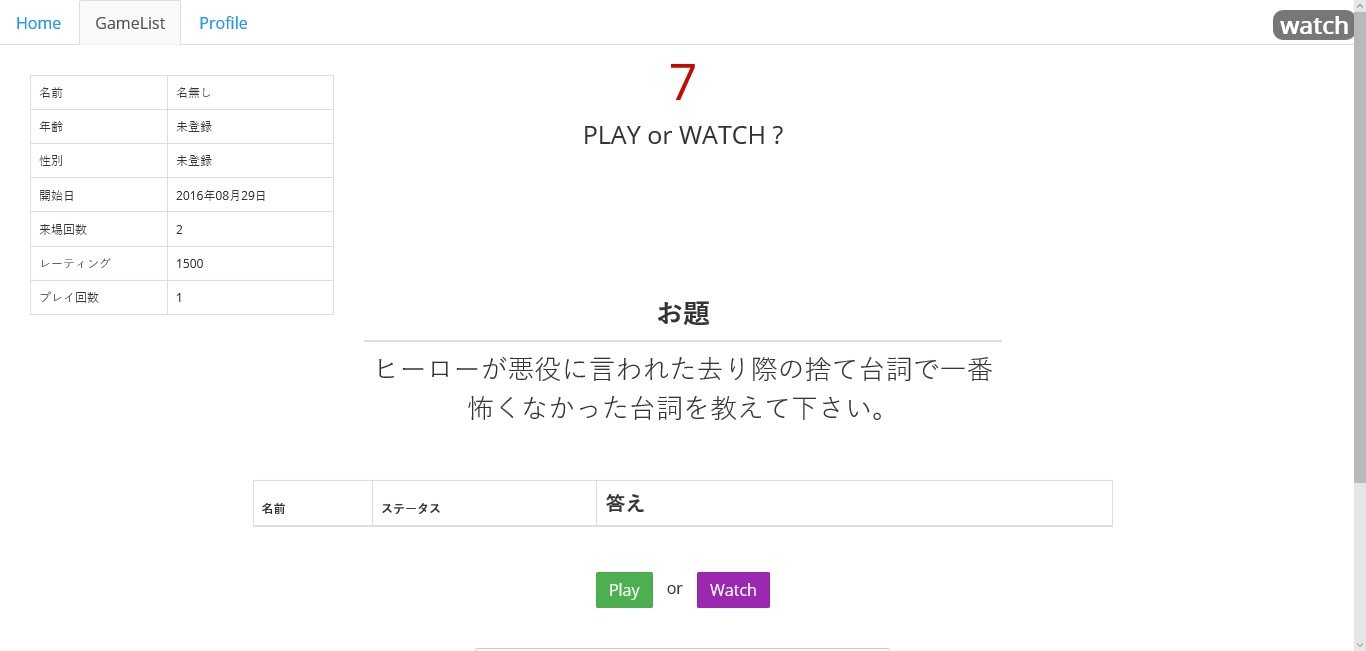 Home GameList Profile watch
7
PLAY or WATCH ?
名前 名無し
年齢 未登録
性別 未登録
開始日 2016年08月29日
来場回数 2
レーティング 1500
プレイ回数 1
お題
ヒーローが悪役に言われた去り際の捨て台詞で一番
怖くなかった台詞を教えて下さい。
名前 ステータス 答え
Play or Watch